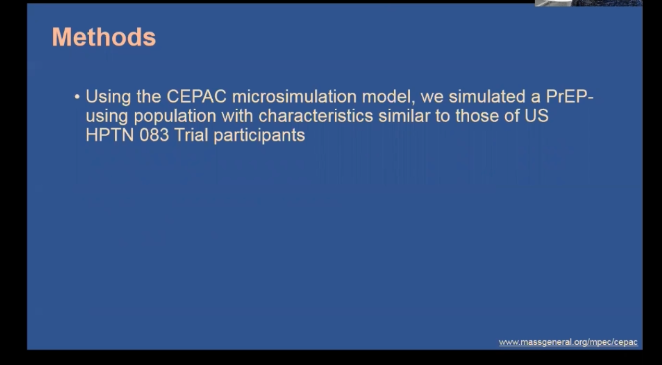 Methods
• Using the CEPAC microsimulation model, we simulated a PrEP-
using population with characteristics similar to those of US
HPTN 083 Trial participants
www.massgeneral.org/mpec/cepac